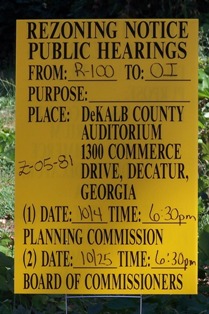 REZONING NOTICE
PUBLIC HEARINGS
FROM: R-100 TO: OI
PURPOSE:
PLACE: DeKALB COUNTY
AUDITORIUM
1300 COMMERCE
DRIVE, DECATUR,
GEORGIA
Z-05-81
(1) DATE: 10/4 TIME: 6:30pm
PLANNING COMMISSION
(2) DATE: 10/25 TIME: 6:30pm
BOARD OF COMMISSIONERS